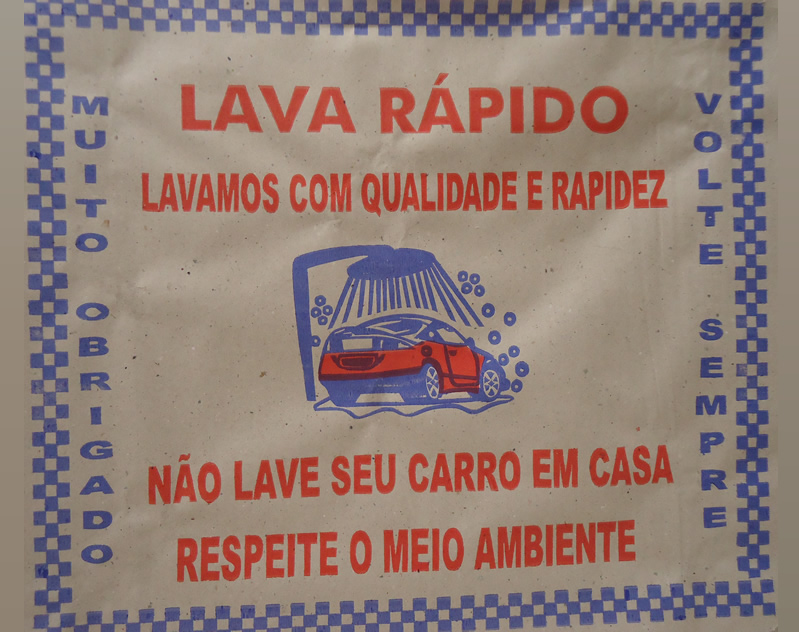 LAVA RÁPIDO
LAVAMOS COM QUALIDADE E RAPIDEZ
MUITO OBRIGADO
VOLTE SEMPRE
NÃO LAVE SEU CARRO EM CASA
RESPEITE O MEIO AMBIENTE